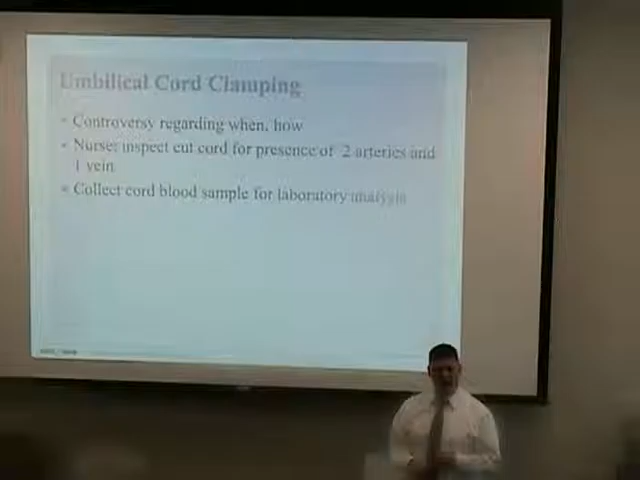 Umbilical Cord Clamping
Controversy regarding when, how
Nurse: inspect cut cord for presence of 2 arteries and
1 vein
Collect cord blood sample for laboratory analysis